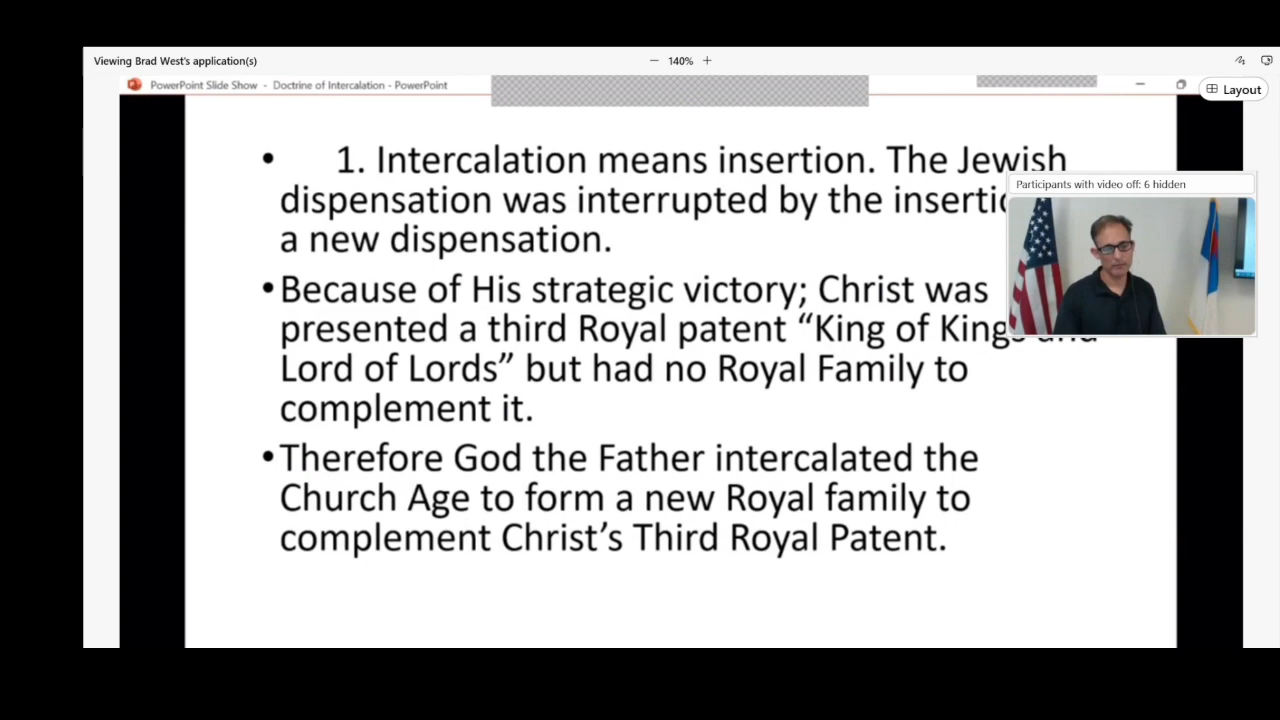 Viewing Brad West's application(s)
140%
PowerPoint Slide Show - Doctrine of Intercalation - PowerPoint
Layout
• 1. Intercalation means insertion. The Jewish
dispensation was interrupted by the
a new dispensation.
Participants with video off: 6 hidden
•Because of His strategic victory; Christ was
presented a third Royal patent “King of Kings
Lord of Lords” but had no Royal Family to
complement it.
•Therefore God the Father intercalated the
Church Age to form a new Royal family to
complement Christ’s Third Royal Patent.